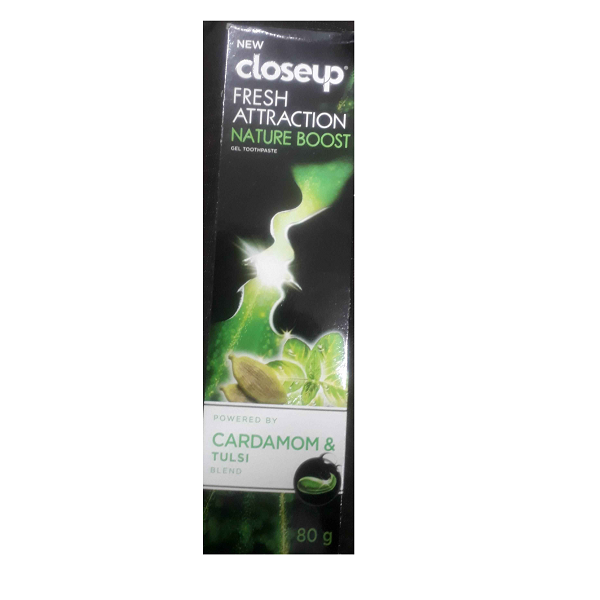 NEW
closeup®
FRESH
ATTRACTION
NATURE BOOST
GEL TOOTHPASTE
POWERED BY
CARDAMOM &
TULSI
BLEND
80 g